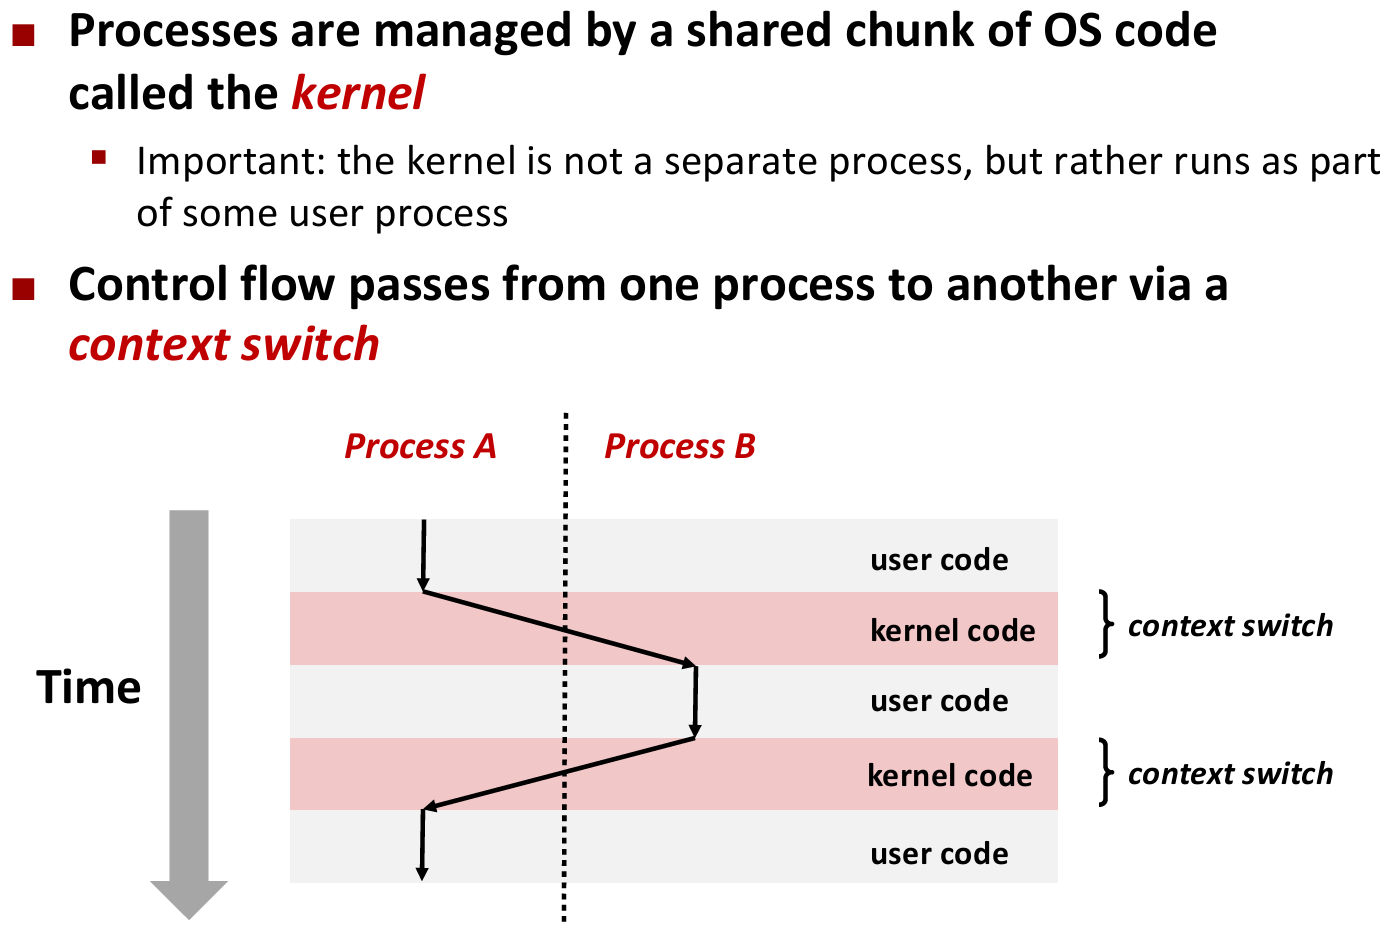 Processes are managed by a shared chunk of OS code
called the kernel
Important: the kernel is not a separate process, but rather runs as part
of some user process
Control flow passes from one process to another via a
context switch
Process A
Process B
user code
kernel code
context switch
Time
user code
kernel code
context switch
user code